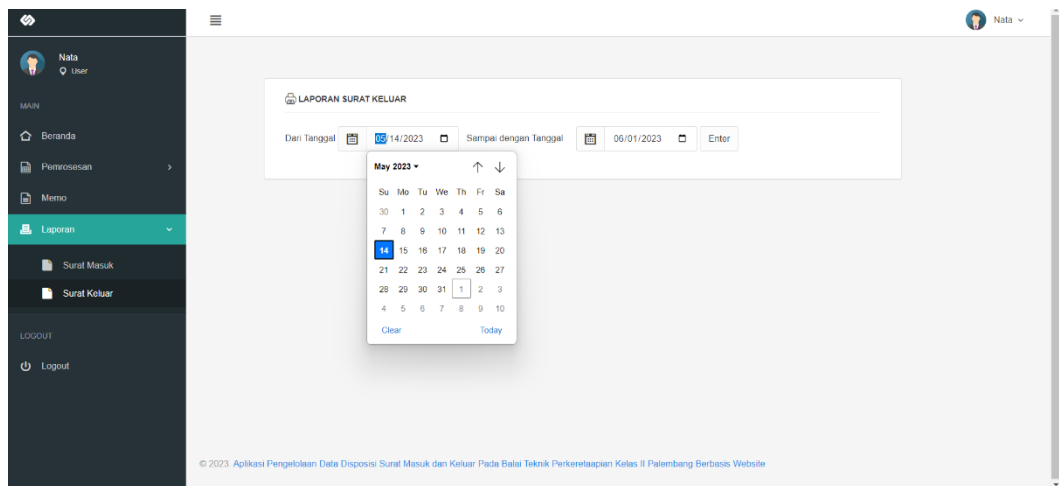 Nata
Nata
User
MAIN
Beranda
Pemrosesan
Memo
Laporan
Surat Masuk
Surat Keluar
LOGOUT
Logout
LAPORAN SURAT KELUAR
Dari Tanggal 05/14/2023 Sampai dengan Tanggal 06/01/2023 Enter
May 2023
Su Mo Tu We Th Fr Sa
30 1 2 3 4 5 6
7 8 9 10 11 12 13
14 15 16 17 18 19 20
21 22 23 24 25 26 27
28 29 30 31 1 2 3
4 5 6 7 8 9 10
Clear Today
© 2023 Aplikasi Pengelolaan Data Disposisi Surat Masuk dan Keluar Pada Balai Teknik Perkeretaapian Kelas II Palembang Berbasis Website